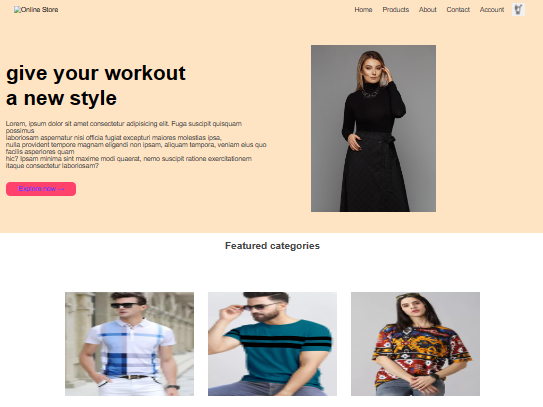 Online Store
Home Products About Contact Account
give your workout
a new style
Lorem, ipsum dolor sit amet consectetur adipisicing elit. Fuga suscipit quisquam
possimus
laboriosam aspernatur nisi officia fugiat excepturi maiores molestias ipsa,
nulla provident tempore magnam eligendi non ipsam, aliquam tempora, veniam eius quo
facilis asperiores quam
hic? Ipsam minima sint maxime modi quaerat, nemo suscipit ratione exercitationem
itaque consectetur laboriosam?
Explore now →
Featured categories